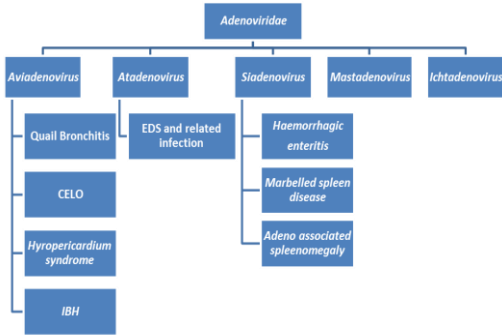 Adenoviridae
Aviadenovirus
Atadenovirus
Siadenovirus
Mastadenovirus
Ichtadenovirus
Quail Bronchitis
CELO
Hyropericardium
syndrome
IBH
EDS and related
infection
Haemorrhagic
enteritis
Marbelled spleen
disease
Adeno associated
spleenomegaly